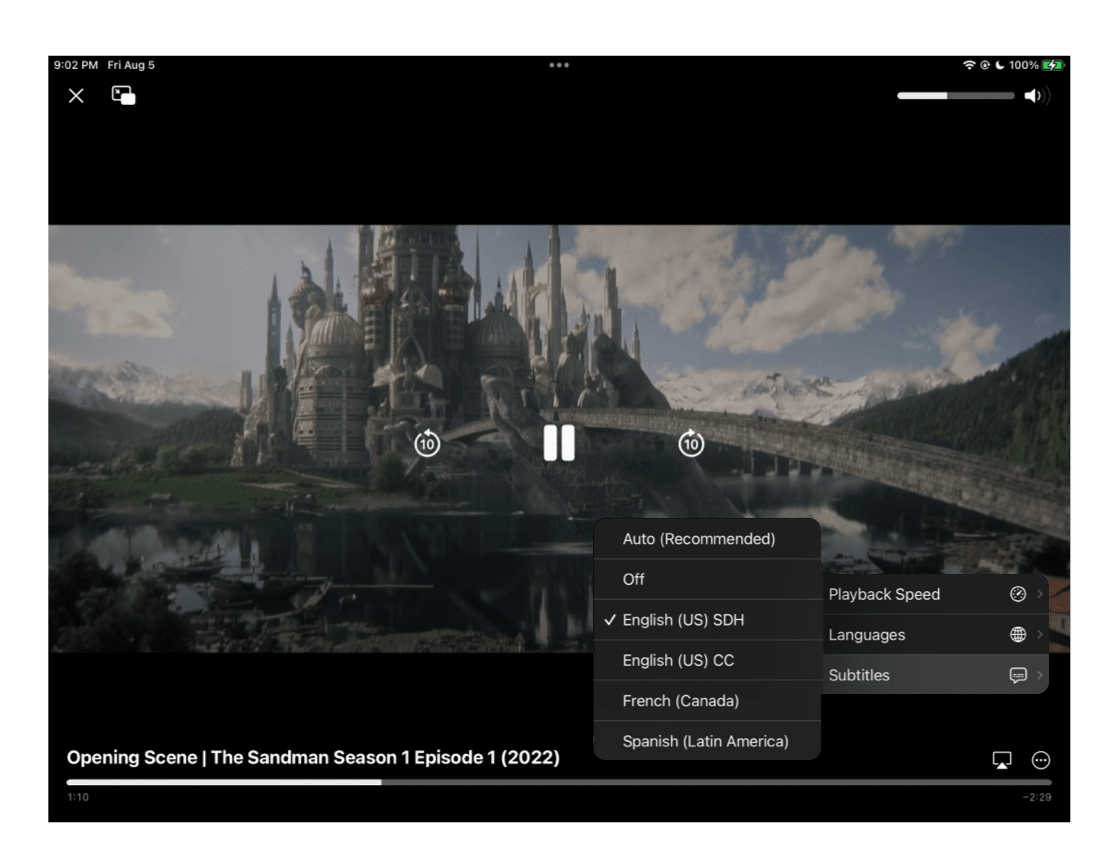 9:02 PM Fri Aug 5
100%
10
10
Auto (Recommended)
Off
✓ English (US) SDH
English (US) CC
French (Canada)
Spanish (Latin America)
Playback Speed
Languages
Subtitles
Opening Scene | The Sandman Season 1 Episode 1 (2022)
1:10
-2:29